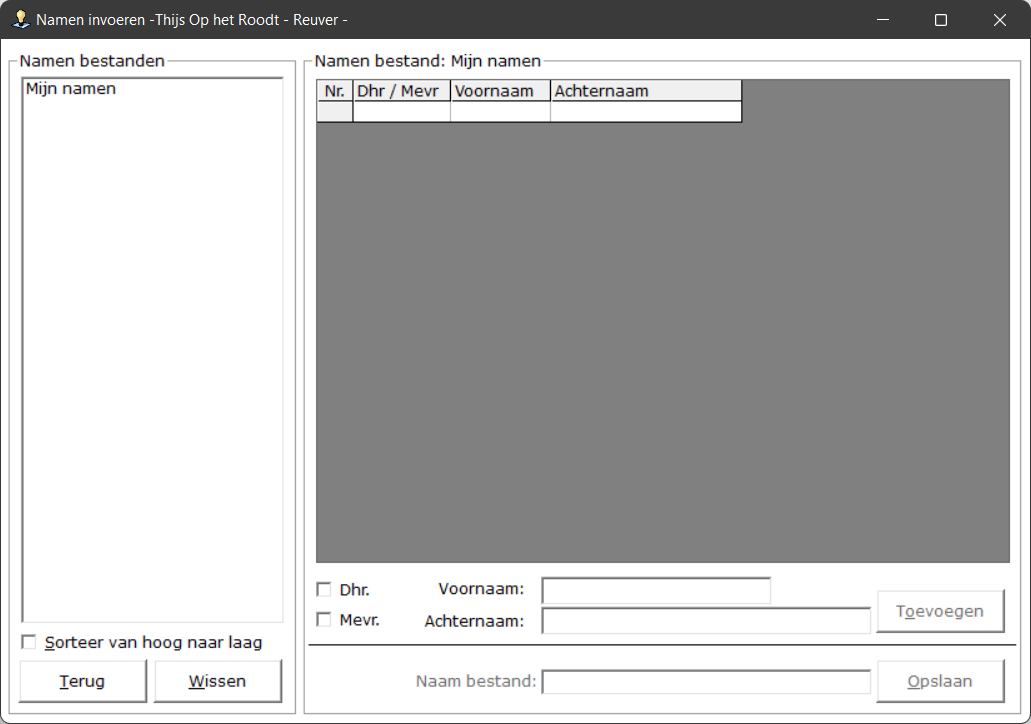 Namen invoeren -Thijs Op het Roodt - Reuver -
Namen bestanden
Mijn namen
Sorteer van hoog naar laag
Terug
Wissen
Namen bestand: Mijn namen
Nr. Dhr / Mevr Voornaam Achternaam
Dhr. Voornaam:
Mevr. Achternaam:
Toevoegen
Naam bestand:
Opslaan